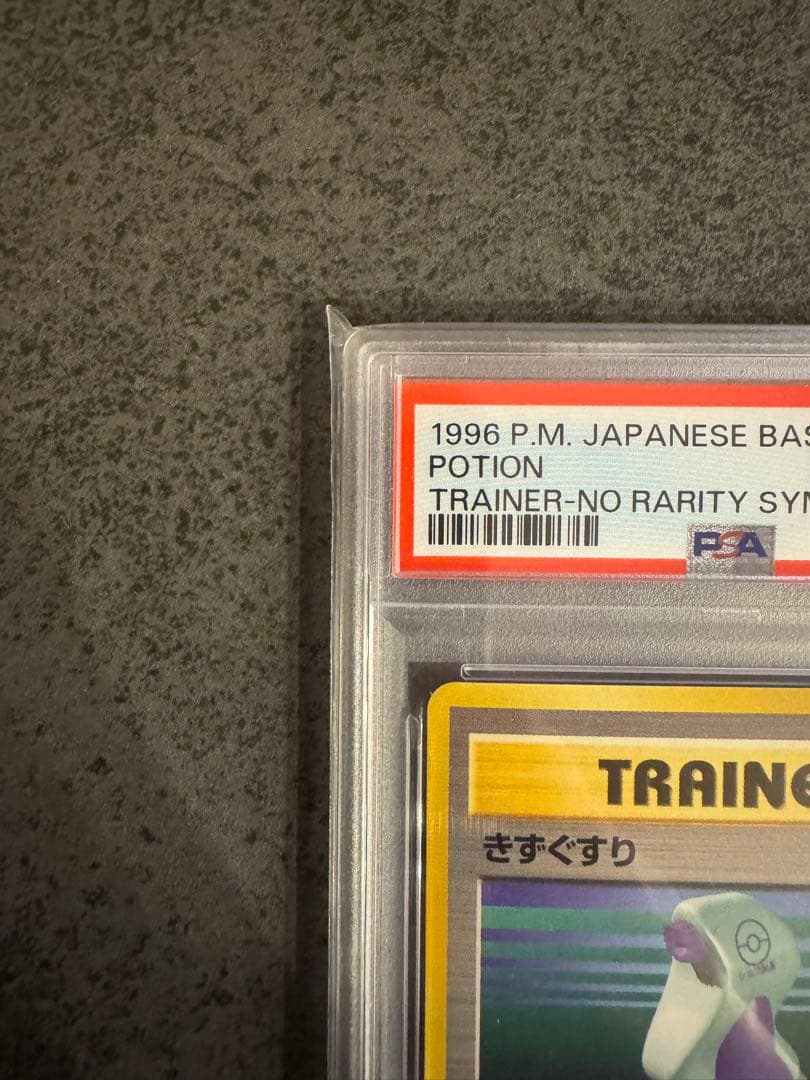 1996 P.M. JAPANESE BAS
POTION
TRAINER-NO RARITY SYM
PSA
TRAINE
きずぐすり